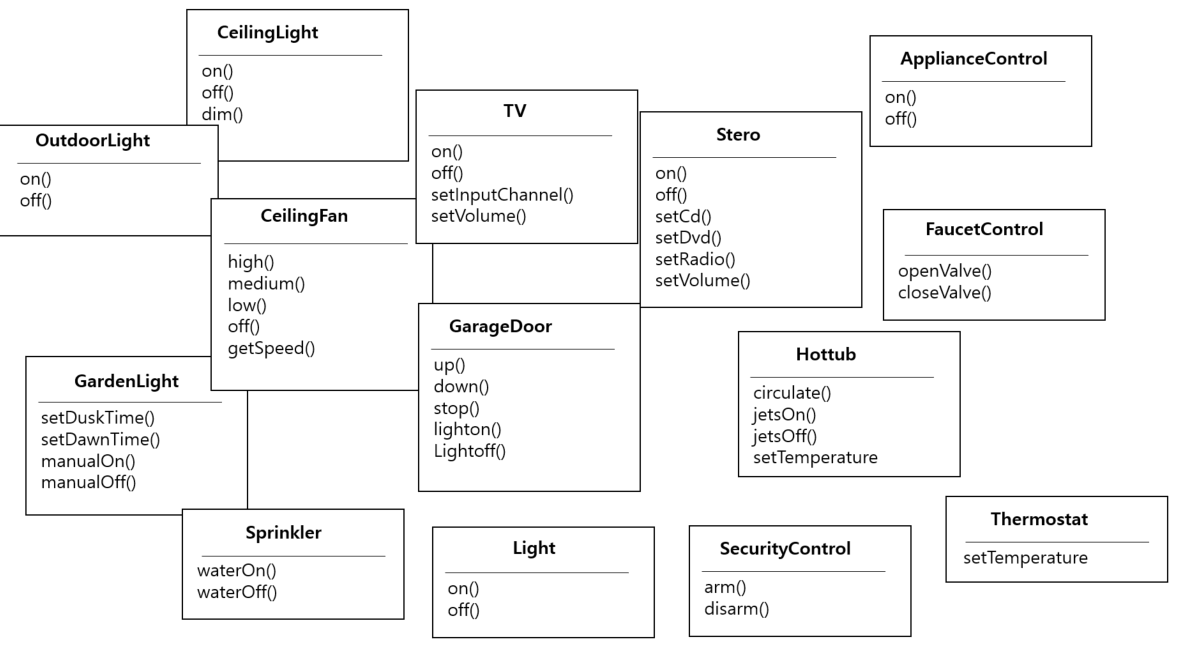 CeilingLight
on()
off()
dim()
OutdoorLight
on()
off()
TV
on()
off()
setInputChannel()
setVolume()
Stero
on()
off()
setCd()
setDvd()
setRadio()
setVolume()
ApplianceControl
on()
off()
CeilingFan
high()
medium()
low()
off()
getSpeed()
FaucetControl
openValve()
closeValve()
GarageDoor
up()
down()
stop()
lighton()
Lightoff()
Hottub
circulate()
jetsOn()
jetsOff()
setTemperature
GardenLight
setDuskTime()
setDawnTime()
manualOn()
manualOff()
Sprinkler
waterOn()
waterOff()
Light
on()
off()
SecurityControl
arm()
disarm()
Thermostat
setTemperature